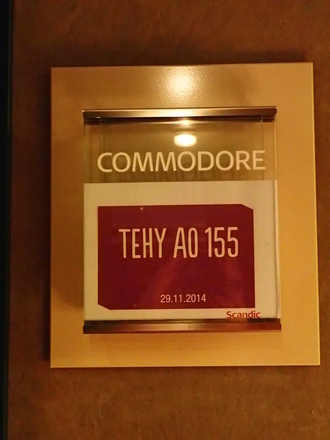 COMMODORE
TEHY AO 155
29.11.2014
Scandic